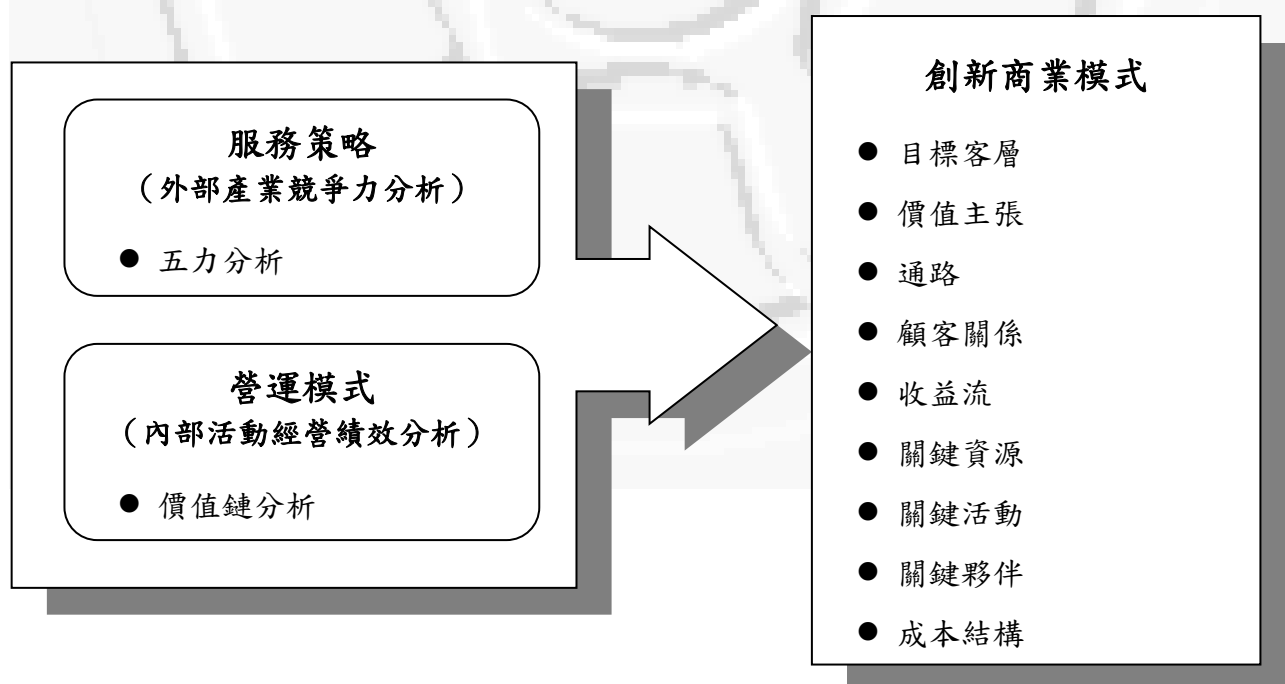 服務策略
（外部產業競爭力分析）
● 五力分析
營運模式
（內部活動經營績效分析）
● 價值鏈分析
創新商業模式
● 目標客層
● 價值主張
● 通路
● 顧客關係
● 收益流
● 關鍵資源
● 關鍵活動
● 關鍵夥伴
● 成本結構